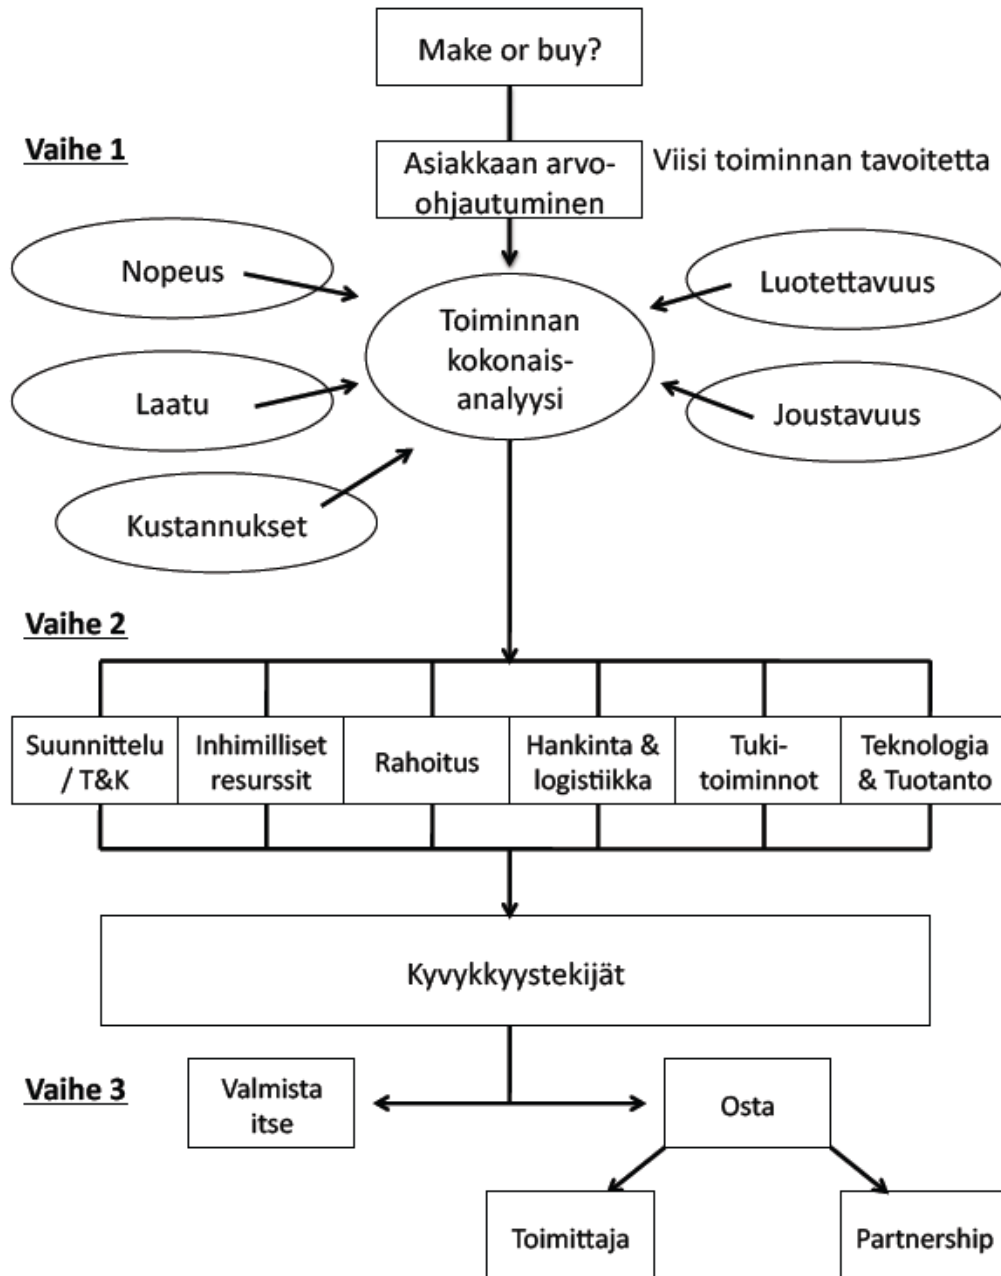 Make or buy?
Vaihe 1
Asiakkaan arvo-
ohjautuminen
Viisi toiminnan tavoitetta
Nopeus
Luotettavuus
Toiminnan
kokonais-
analyysi
Laatu
Joustavuus
Kustannukset
Vaihe 2
Suunnittelu
/ T&K
Inhimilliset
resurssit
Rahoitus
Hankinta &
logistiikka
Tuki-
toiminnot
Teknologia
& Tuotanto
Kyvykkyystekijät
Vaihe 3
Valmista
itse
Osta
Toimittaja
Partnership